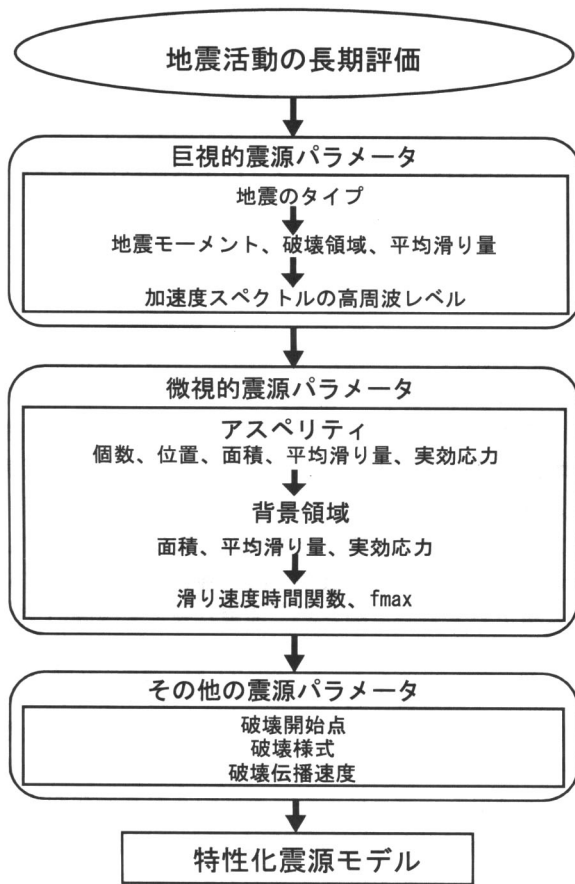 地震活動の長期評価
巨視的震源パラメータ
地震のタイプ
地震モーメント、破壊領域、平均滑り量
加速度スペクトルの高周波レベル
微視的震源パラメータ
アスペリティ
個数、位置、面積、平均滑り量、実効応力
背景領域
面積、平均滑り量、実効応力
滑り速度時間関数、fmax
その他の震源パラメータ
破壊開始点
破壊様式
破壊伝播速度
特性化震源モデル